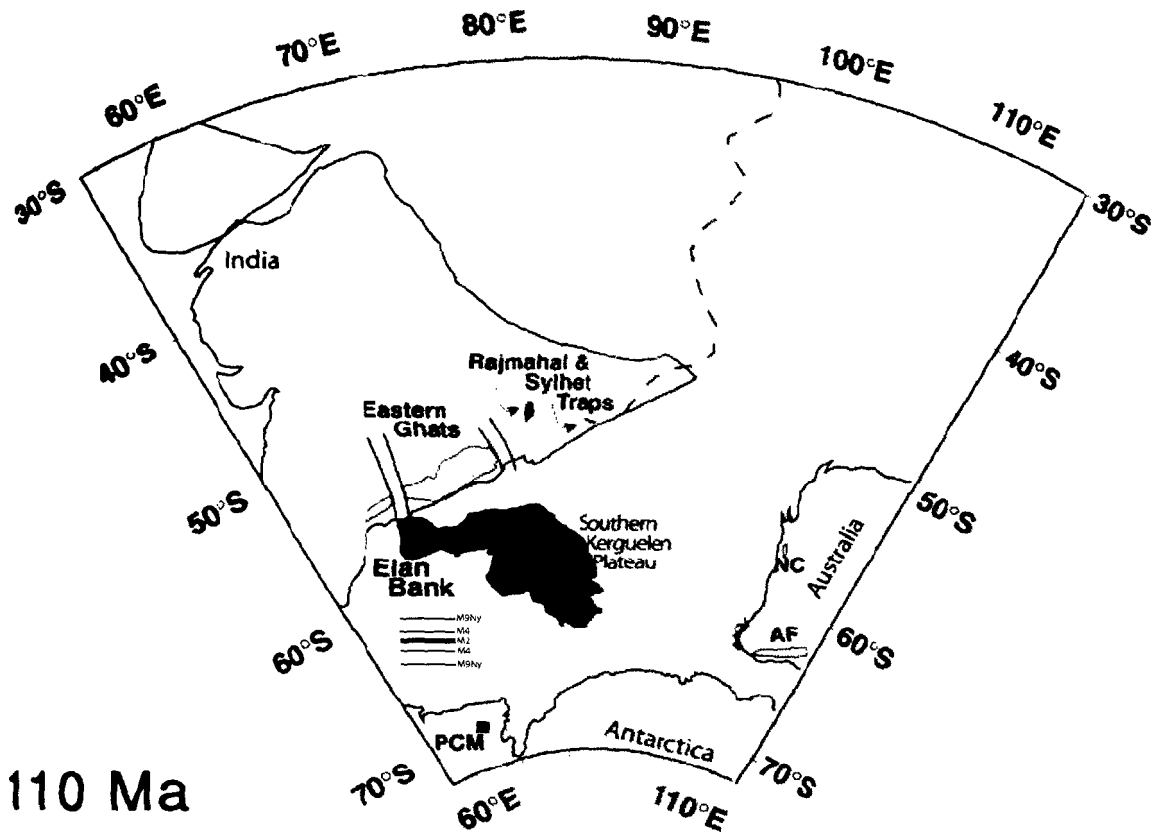 80°E
90°E
70°E
100°E
60°E
110°E
30°S
30°S
India
40°S
40°S
Rajmahal &
Sylhet
Traps
Eastern
Ghats
50°S
50°S
Southern
Kerguelen
Plateau
Australia
NC
Elan
Bank
M9Ny
M4
M2
M4
M9Ny
AF
60°S
60°S
PCM
Antarctica
70°S
70°S
110 Ma
60°E
110°E